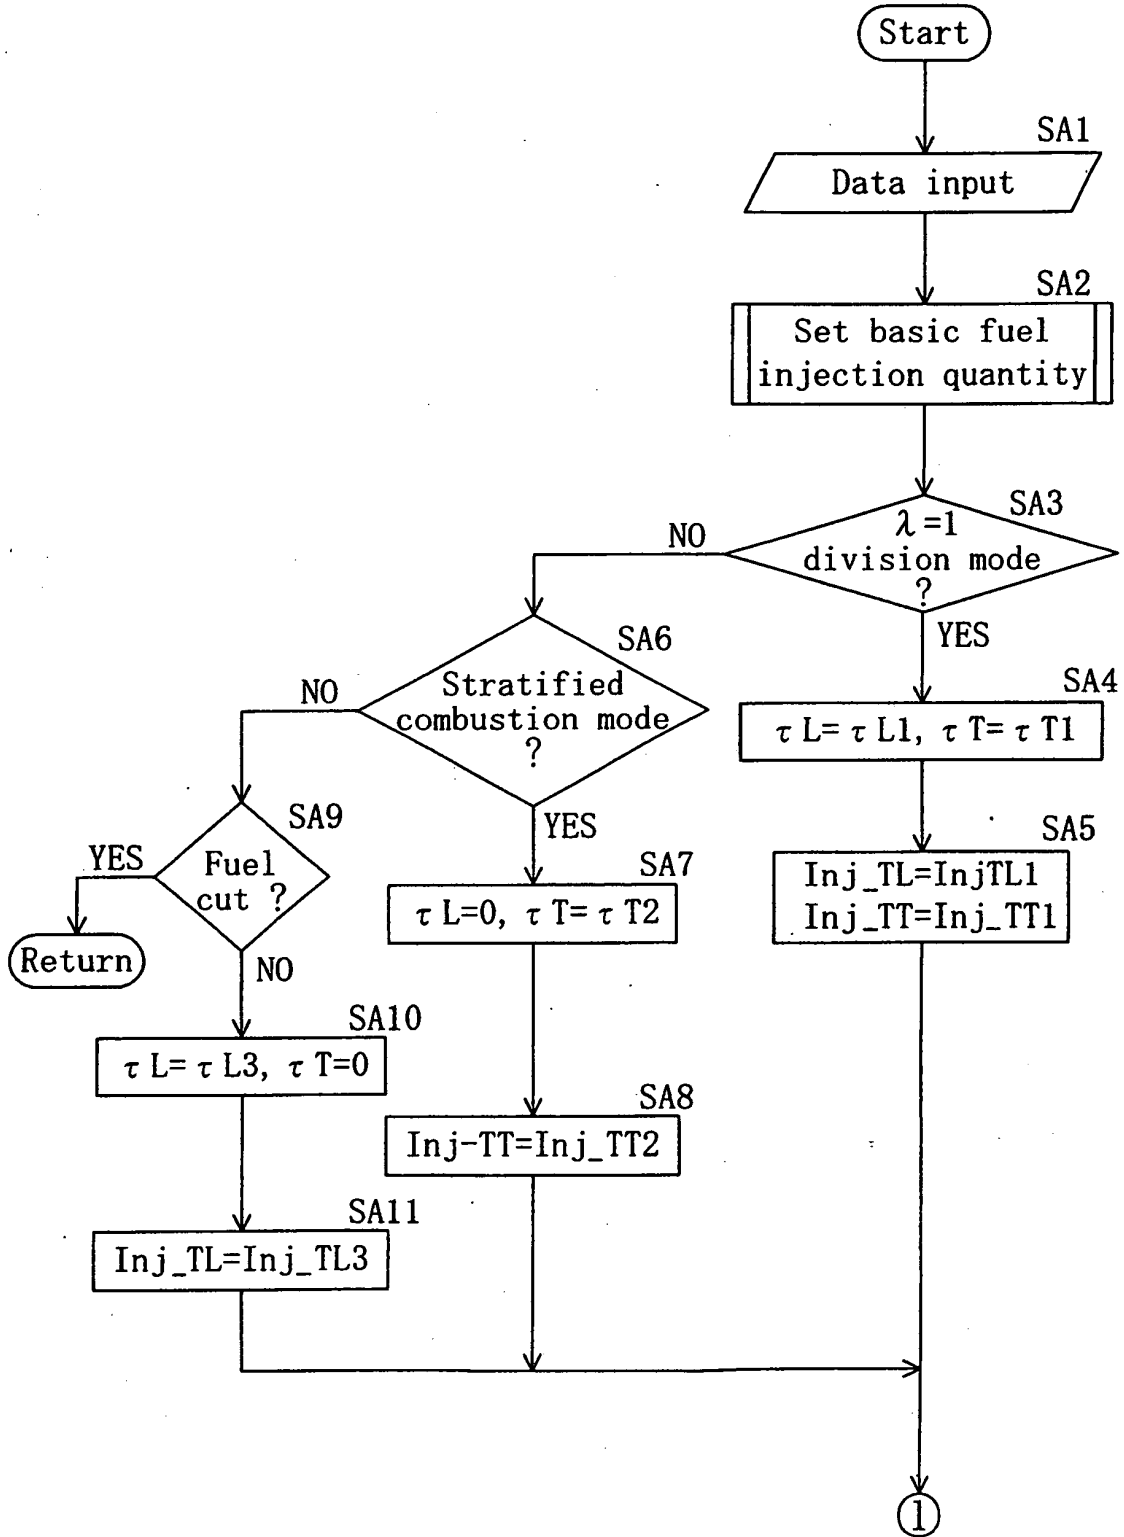 Start
SA1
Data input
SA2
Set basic fuel
injection quantity
SA3
λ=1
division mode
?
NO
YES
SA4
τL=τL1, τT=τT1
SA5
Inj_TL=InjTL1
Inj_TT=Inj_TT1
SA6
Stratified
combustion mode
?
NO
YES
SA7
τL=0, τT=τT2
SA8
Inj-TT=Inj_TT2
SA9
Fuel
cut ?
YES
Return
NO
SA10
τL=τL3, τT=0
SA11
Inj_TL=Inj_TL3
①